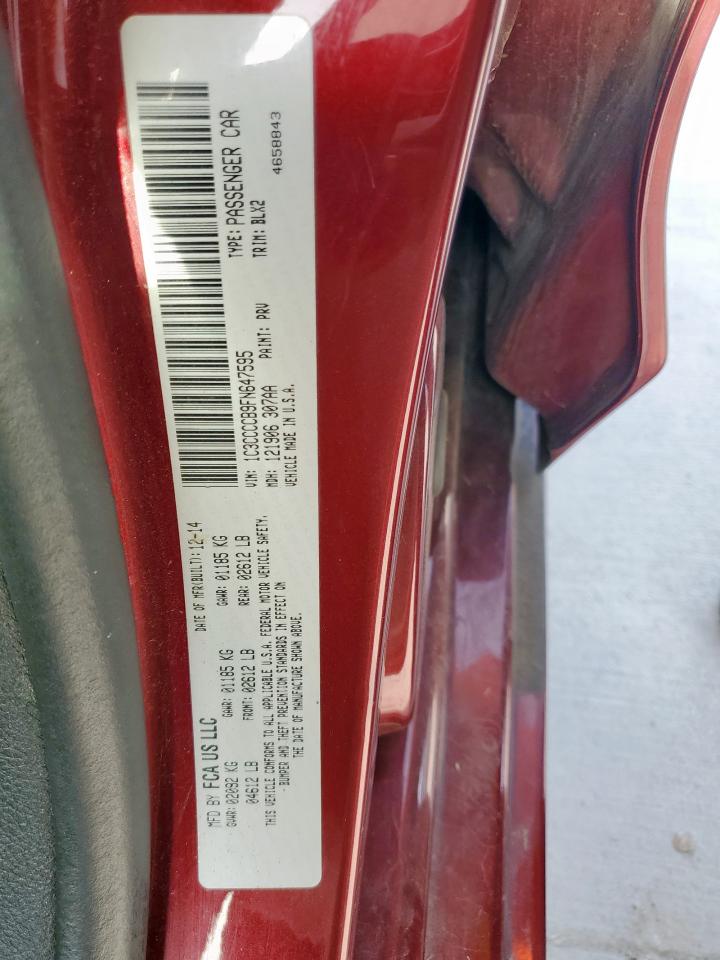 MFD BY FCA US LLC
DATE OF MFR(BUILT): 12-14
GVWR: 02092 KG
GAWR: 01185 KG
GAWR: 01185 KG
04612 LB
FRONT: 02612 LB
REAR: 02612 LB
THIS VEHICLE CONFORMS TO ALL APPLICABLE U.S.A. FEDERAL MOTOR VEHICLE SAFETY,
BUMPER AND THEFT PREVENTION STANDARDS IN EFFECT ON
THE DATE OF MANUFACTURE SHOWN ABOVE.
VIN: 1C3CCCCB9FN647595
TYPE: PASSENGER CAR
MDH: 121906 307AA
PAINT: PRV
TRIM: BLX2
VEHICLE MADE IN U.S.A.
4658843